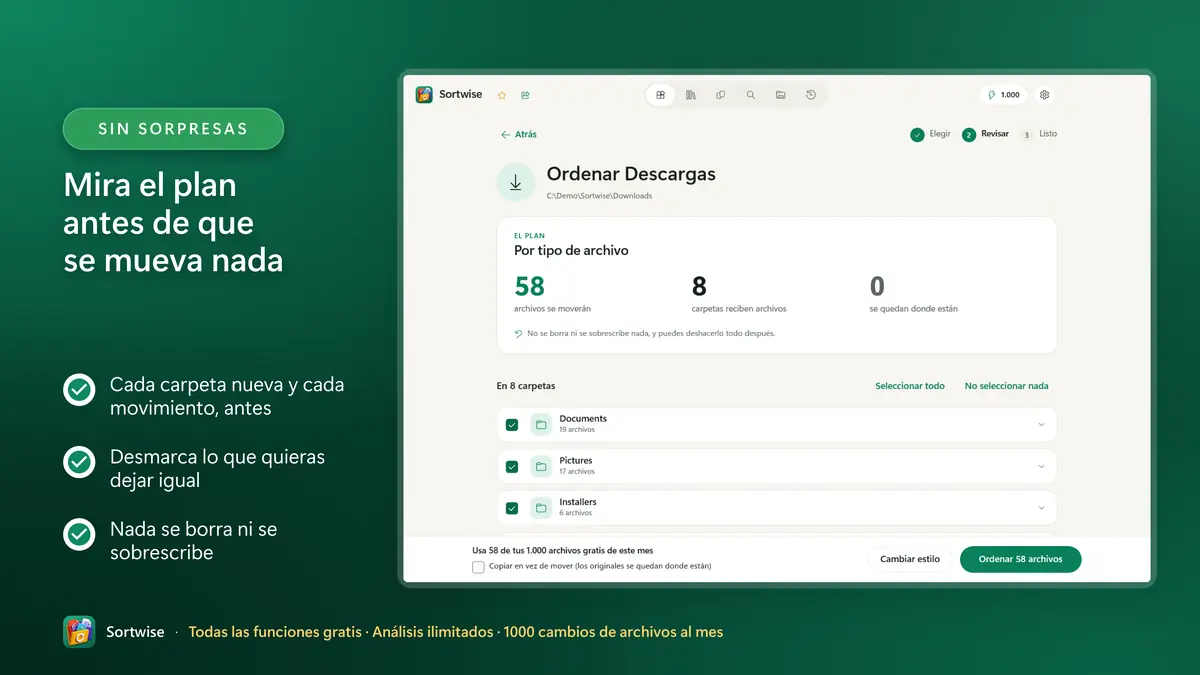 SIN SORPRESAS
Mira el plan
antes de que
se mueva nada
Cada carpeta nueva y cada
movimiento, antes
Desmarca lo que quieras
dejar igual
Nada se borra ni se
sobrescribe
Sortwise
1.000
Atrás
Elegir
2 Revisar
3 Listo
Ordenar Descargas
C:\Demo\Sortwise\Downloads
EL PLAN
Por tipo de archivo
58
archivos se moverán
8
carpetas reciben archivos
0
se quedan donde están
No se borra ni se sobrescribe nada, y puedes deshacerlo todo después.
En 8 carpetas
Seleccionar todo
No seleccionar nada
Documents
19 archivos
Pictures
17 archivos
Installers
6 archivos
Usa 58 de tus 1.000 archivos gratis de este mes
Copiar en vez de mover (los originales se quedan donde están)
Cambiar estilo
Ordenar 58 archivos
Sortwise · Todas las funciones gratis · Análisis ilimitados · 1000 cambios de archivos al mes